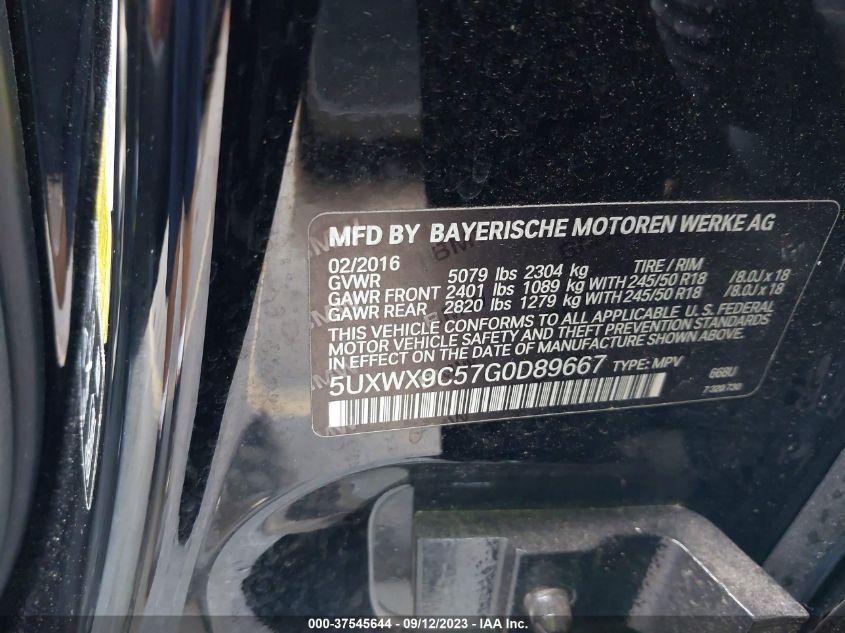 MFD BY BAYERISCHE MOTOREN WERKE AG
02/2016
GVWR 5079 lbs 2304 kg TIRE / RIM
GAWR FRONT 2401 lbs 1089 kg WITH 245/50 R18 /8.0J x 18
GAWR REAR 2820 lbs 1279 kg WITH 245/50 R18 /8.0J x 18
THIS VEHICLE CONFORMS TO ALL APPLICABLE U.S. FEDERAL
MOTOR VEHICLE SAFETY AND THEFT PREVENTION STANDARDS
IN EFFECT ON THE DATE OF MANUFACTURE SHOWN ABOVE.
5UXWX9C57G0D89667 TYPE: MPV 668U
7320730
000-37545644 / 09/12/2023 / IAA Inc.